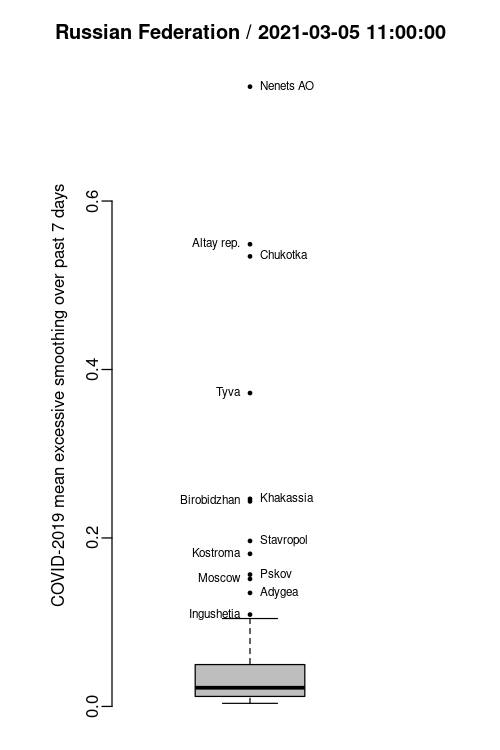 Russian Federation / 2021-03-05 11:00:00
COVID-2019 mean excessive smoothing over past 7 days
Nenets AO
0.6
Altay rep.
Chukotka
0.4
Tyva
Birobidzhan
Khakassia
0.2
Stavropol
Kostroma
Pskov
Moscow
Adygea
Ingushetia
0.0